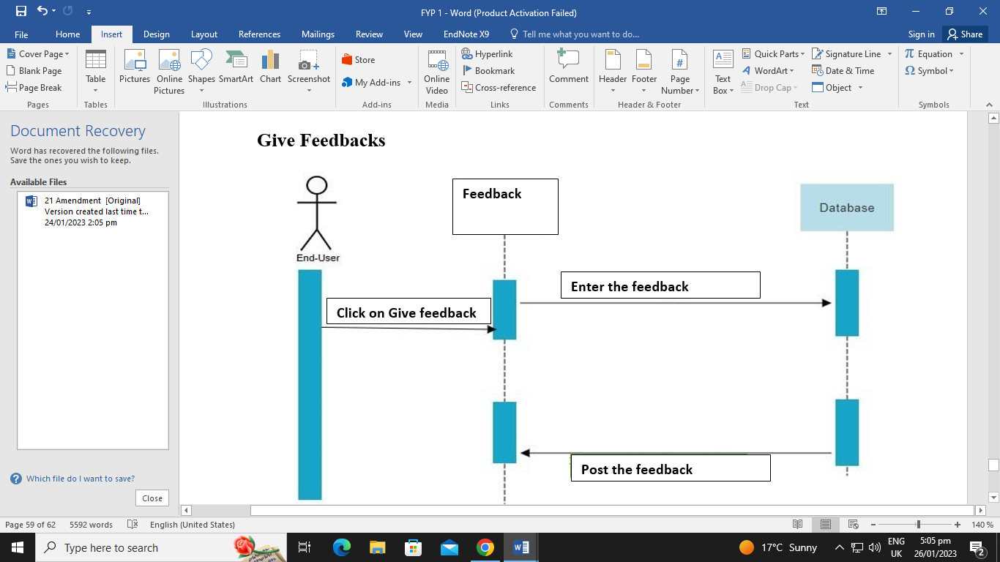 FYP 1 - Word (Product Activation Failed)
File Home Insert Design Layout References Mailings Review View EndNote X9 Tell me what you want to do... Sign in Share
Cover Page
Blank Page
Page Break
Pages
Table
Tables
Pictures
Online Pictures
Shapes
SmartArt
Chart
Screenshot
Illustrations
Store
My Add-ins
Add-ins
Online Video
Media
Hyperlink
Bookmark
Cross-reference
Links
Comment
Comments
Header
Footer
Page Number
Header & Footer
Text Box
Quick Parts
WordArt
Drop Cap
Signature Line
Date & Time
Object
Text
Equation
Symbol
Symbols
Document Recovery
Word has recovered the following files.
Save the ones you wish to keep.
Available Files
21 Amendment [Original]
Version created last time t...
24/01/2023 2:05 pm
Which file do I want to save?
Close
Give Feedbacks
End-User
Feedback
Database
Enter the feedback
Click on Give feedback
Post the feedback
Page 59 of 62 5592 words English (United States) 140 %
Type here to search
17°C Sunny
ENG
UK
5:05 pm
26/01/2023
2